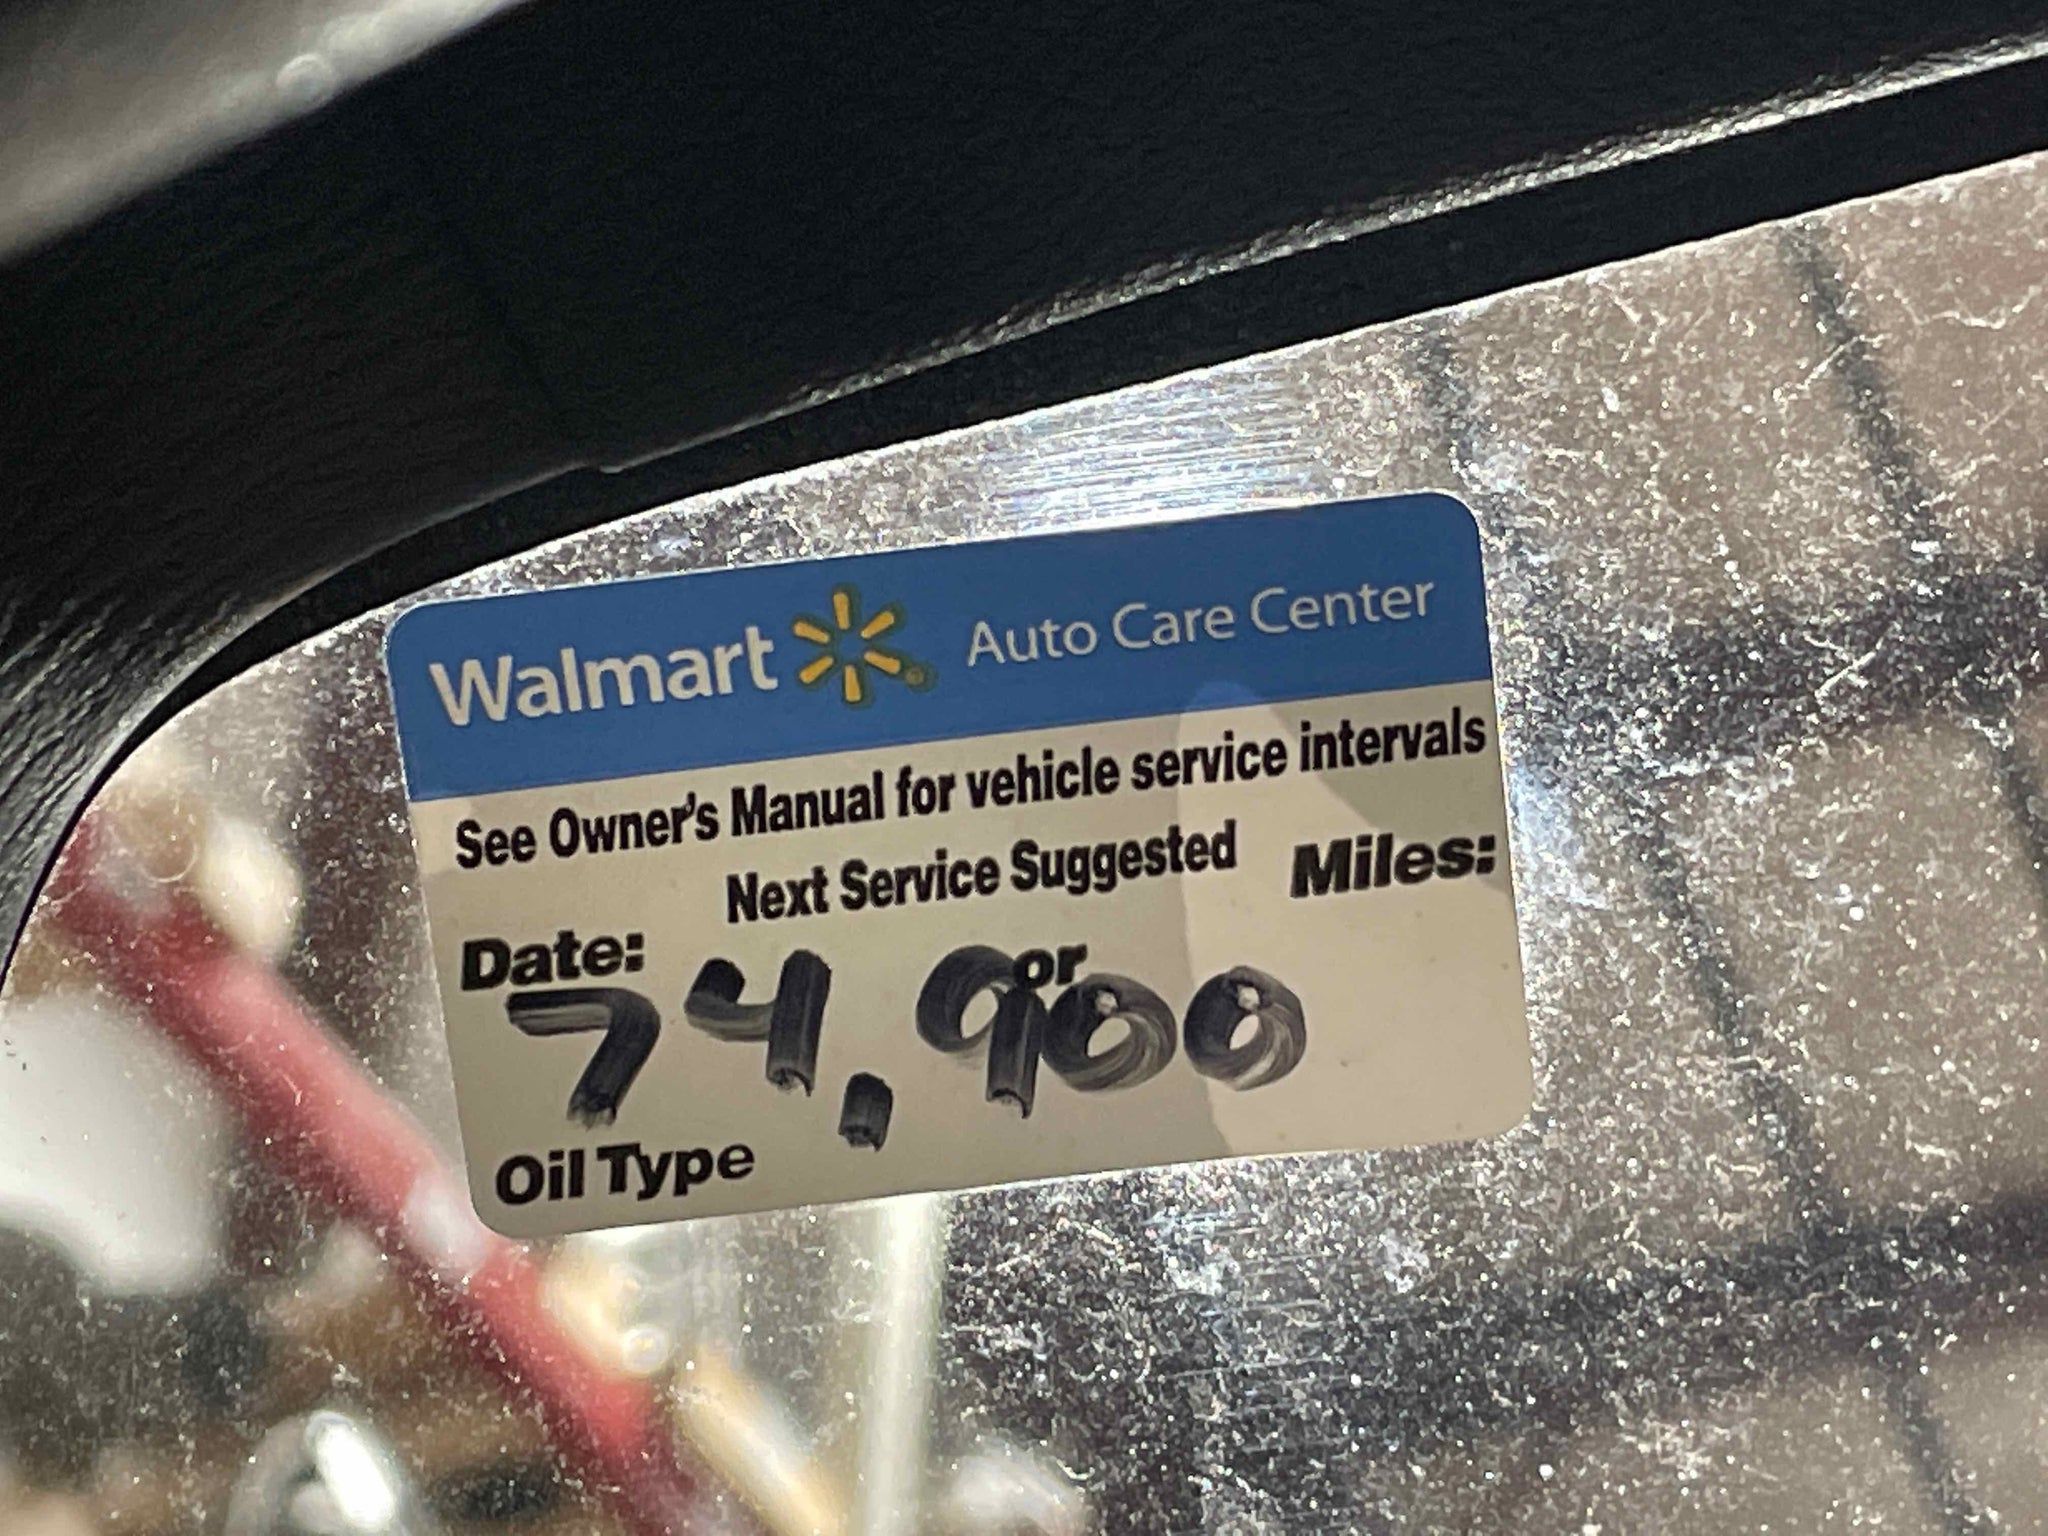 Walmart Auto Care Center
See Owner's Manual for vehicle service intervals
Next Service Suggested Miles:
Date: or
74,900
Oil Type